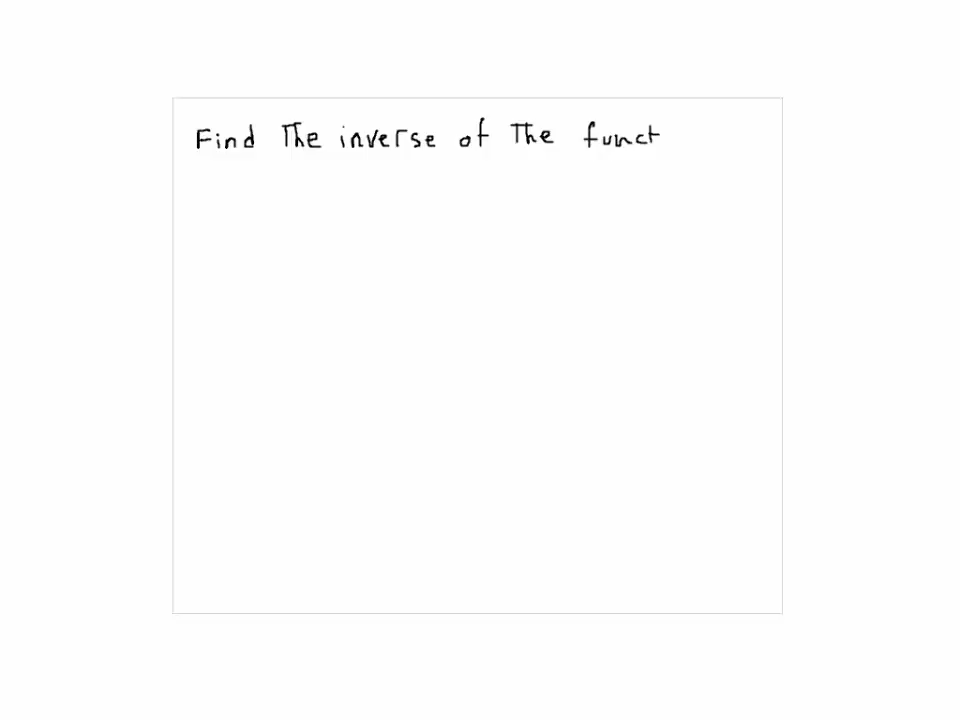 Find The inverse of The funct